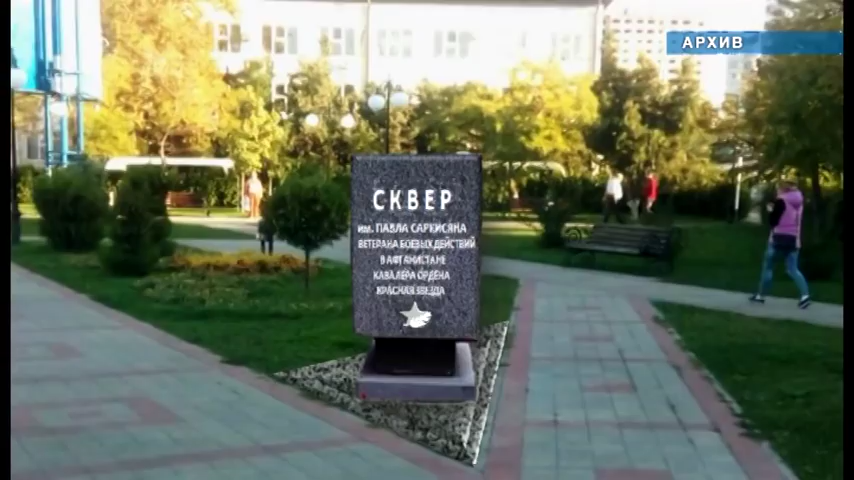 АРХИВ
СКВЕР
им. ПАВЛА САРКИСЯНА
ВЕТЕРАНА БОЕВЫХ ДЕЙСТВИЙ
В АФГАНИСТАНЕ
КАВАЛЕРА ОРДЕНА
КРАСНАЯ ЗВЕЗДА